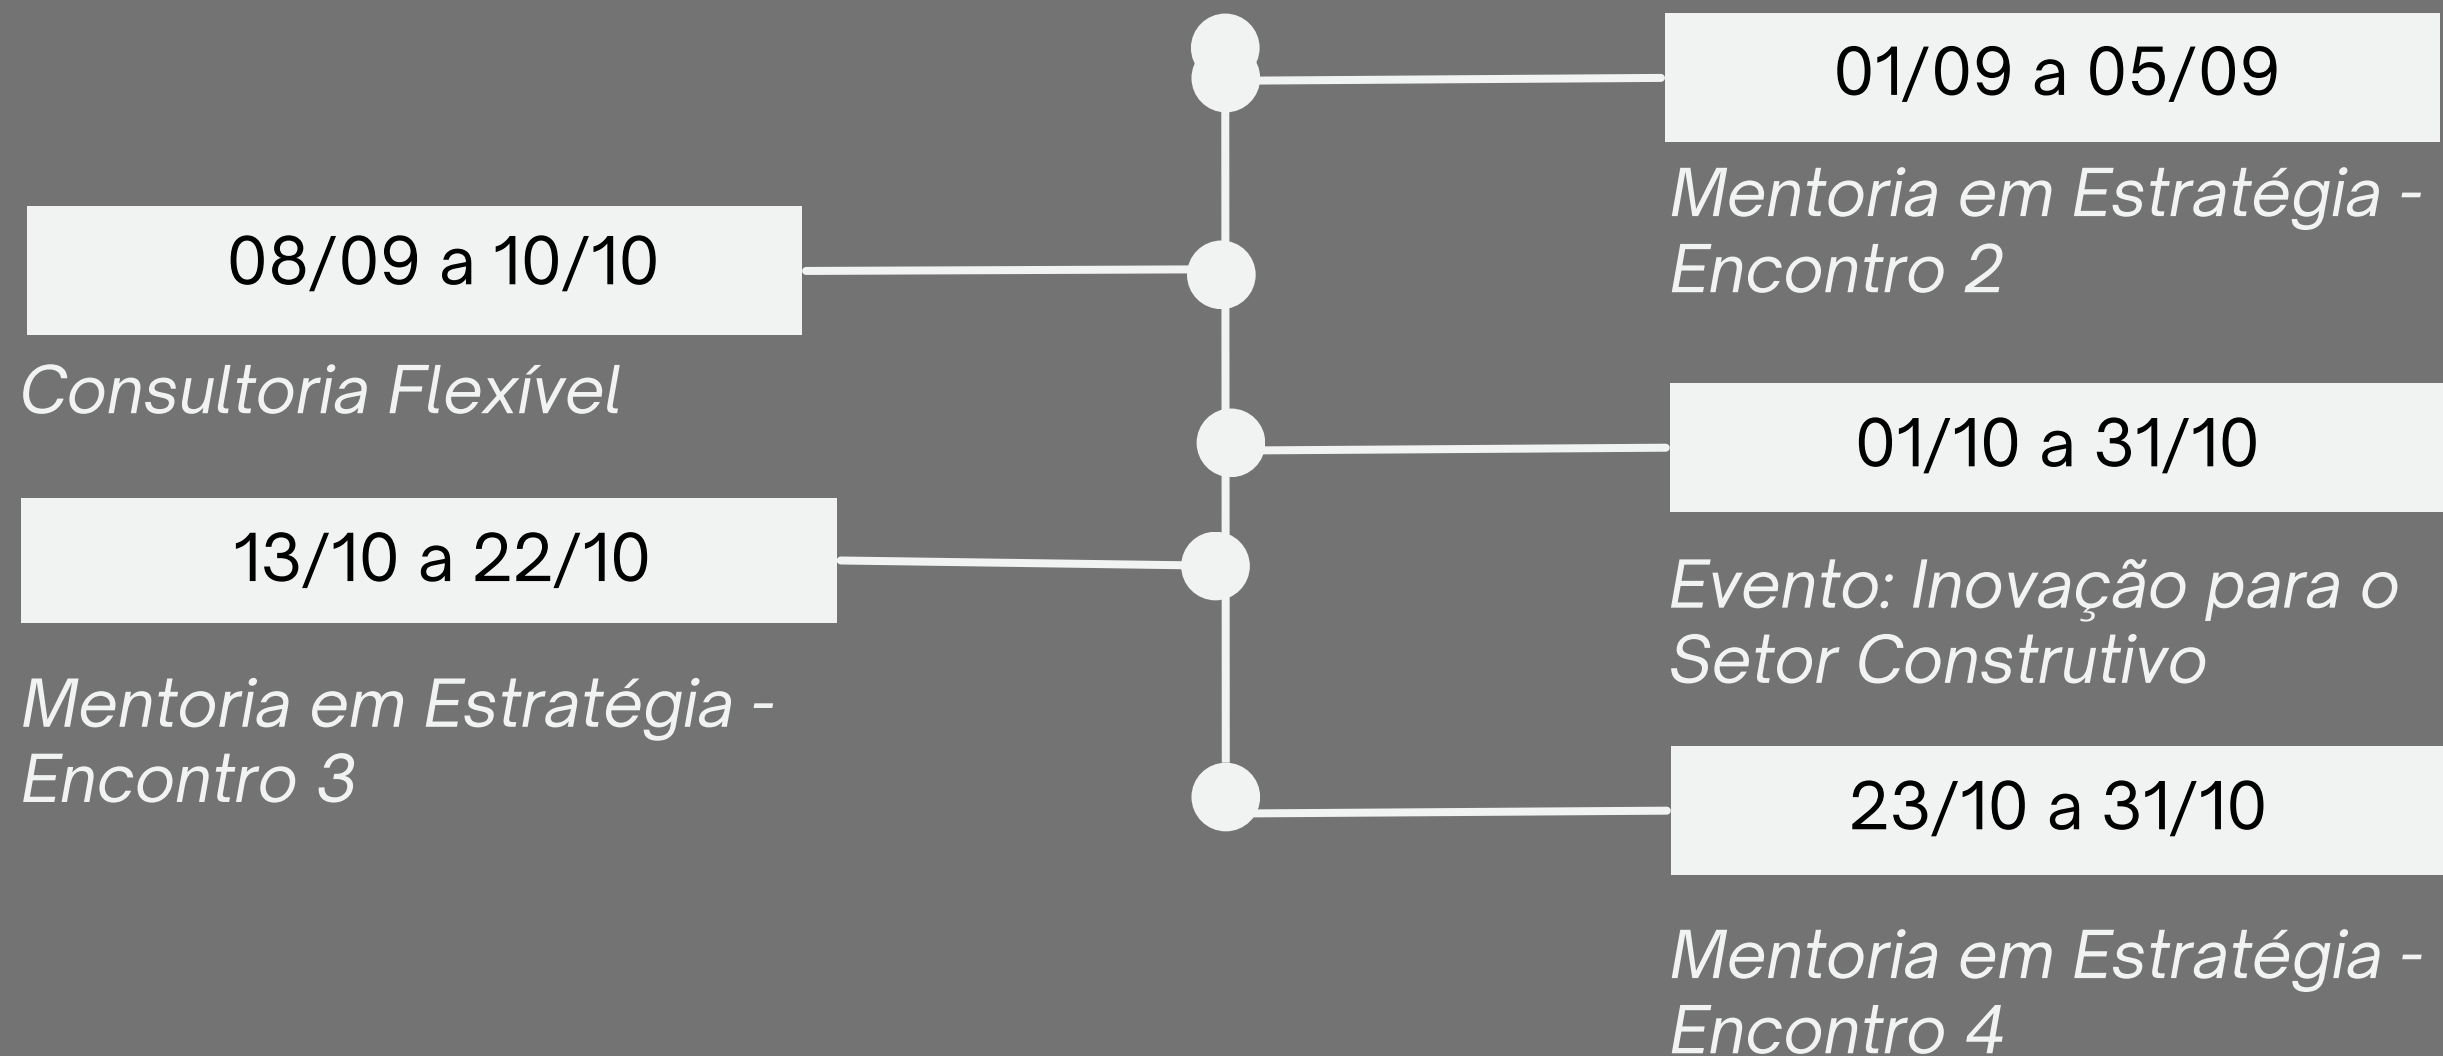 01/09 a 05/09
Mentoria em Estratégia -
Encontro 2
08/09 a 10/10
Consultoria Flexível
01/10 a 31/10
Evento: Inovação para o
Setor Construtivo
13/10 a 22/10
Mentoria em Estratégia -
Encontro 3
23/10 a 31/10
Mentoria em Estratégia -
Encontro 4